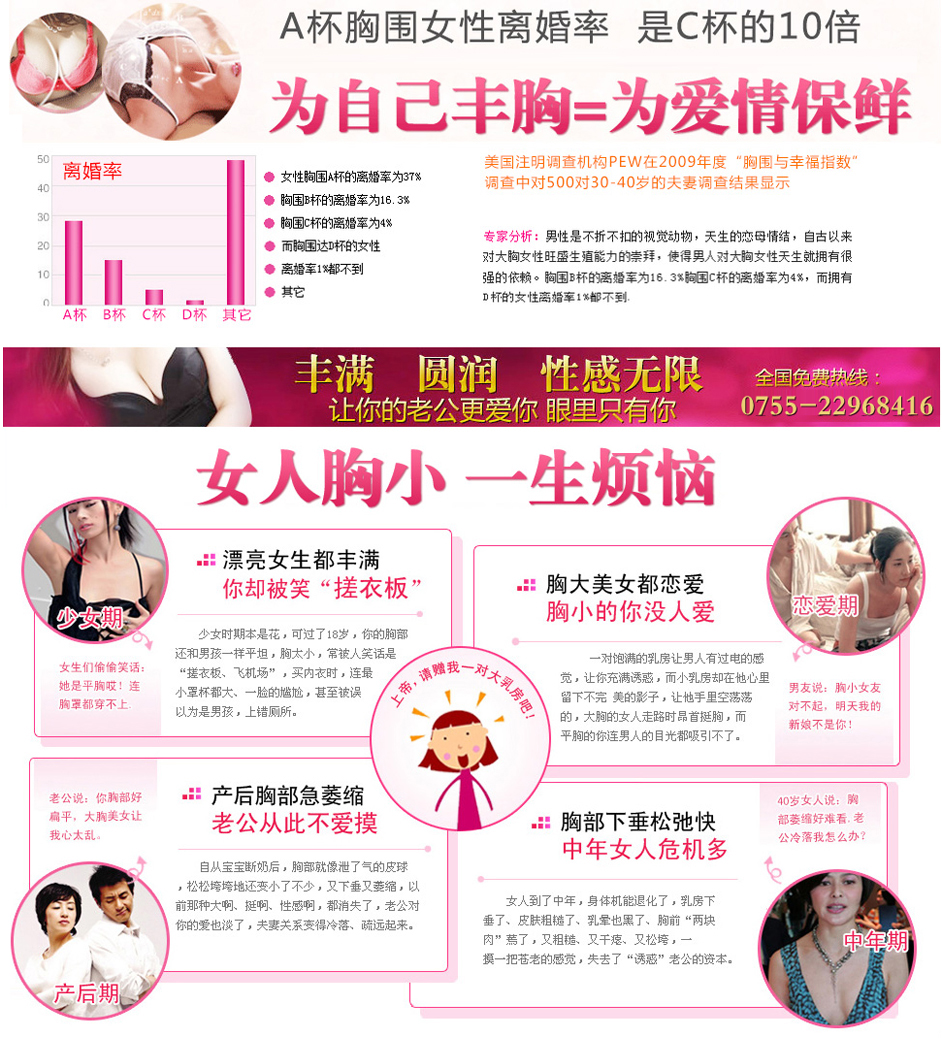 A杯胸围女性离婚率 是C杯的10倍
为自己丰胸=为爱情保鲜
50
40
30
20
10
0
离婚率
A杯 B杯 C杯 D杯 其它
女性胸围A杯的离婚率为37%
胸围B杯的离婚率为16.3%
胸围C杯的离婚率为4%
而胸围达D杯的女性
离婚率1%都不到
其它
美国注明调查机构PEW在2009年度“胸围与幸福指数”
调查中对500对30-40岁的夫妻调查结果显示
专家分析：男性是不折不扣的视觉动物，天生的恋母情结，自古以来
对大胸女性旺盛生殖能力的崇拜，使得男人对大胸女性天生就拥有很
强的依赖。胸围B杯的离婚率为16.3%胸围C杯的离婚率为4%，而拥有
D杯的女性离婚率1%都不到.
丰满 圆润 性感无限
让你的老公更爱你 眼里只有你
全国免费热线：
0755-22968416
女人胸小 一生烦恼
少女期
漂亮女生都丰满
你却被笑“搓衣板”
少女时期本是花，可过了18岁，你的胸部
还和男孩一样平坦，胸太小，常被人笑话是
“搓衣板、飞机场”，买内衣时，连最
小罩杯都大、一脸的尴尬，甚至被误
以为是男孩，上错厕所。
女生们偷偷笑话：
她是平胸哎！连
胸罩都穿不上.
恋爱期
胸大美女都恋爱
胸小的你没人爱
一对饱满的乳房让男人有过电的感
觉，让你充满诱惑，而小乳房却在他心里
留下不完 美的影子，让他手里空荡荡
的，大胸的女人走路时昂首挺胸，而
平胸的你连男人的目光都吸引不了。
男友说：胸小女友
对不起，明天我的
新娘不是你！
上帝，请赠我一对大乳房吧！
产后胸部急萎缩
老公从此不爱摸
自从宝宝断奶后，胸部就像泄了气的皮球
，松松垮垮地还变小了不少，又下垂又萎缩，以
前那种大啊、挺啊、性感啊，都消失了，老公对
你的爱也淡了，夫妻关系变得冷落、疏远起来。
老公说：你胸部好
扁平，大胸美女让
我心太乱。
产后期
胸部下垂松弛快
中年女人危机多
女人到了中年，身体机能退化了，乳房下
垂了、皮肤粗糙了、乳晕也黑了、胸前“两块
肉”蔫了，又粗糙、又干瘪、又松垮，一
摸一把苍老的感觉，失去了“诱惑”老公的资本。
40岁女人说：胸
部萎缩好难看.老
公冷落我怎么办？
中年期